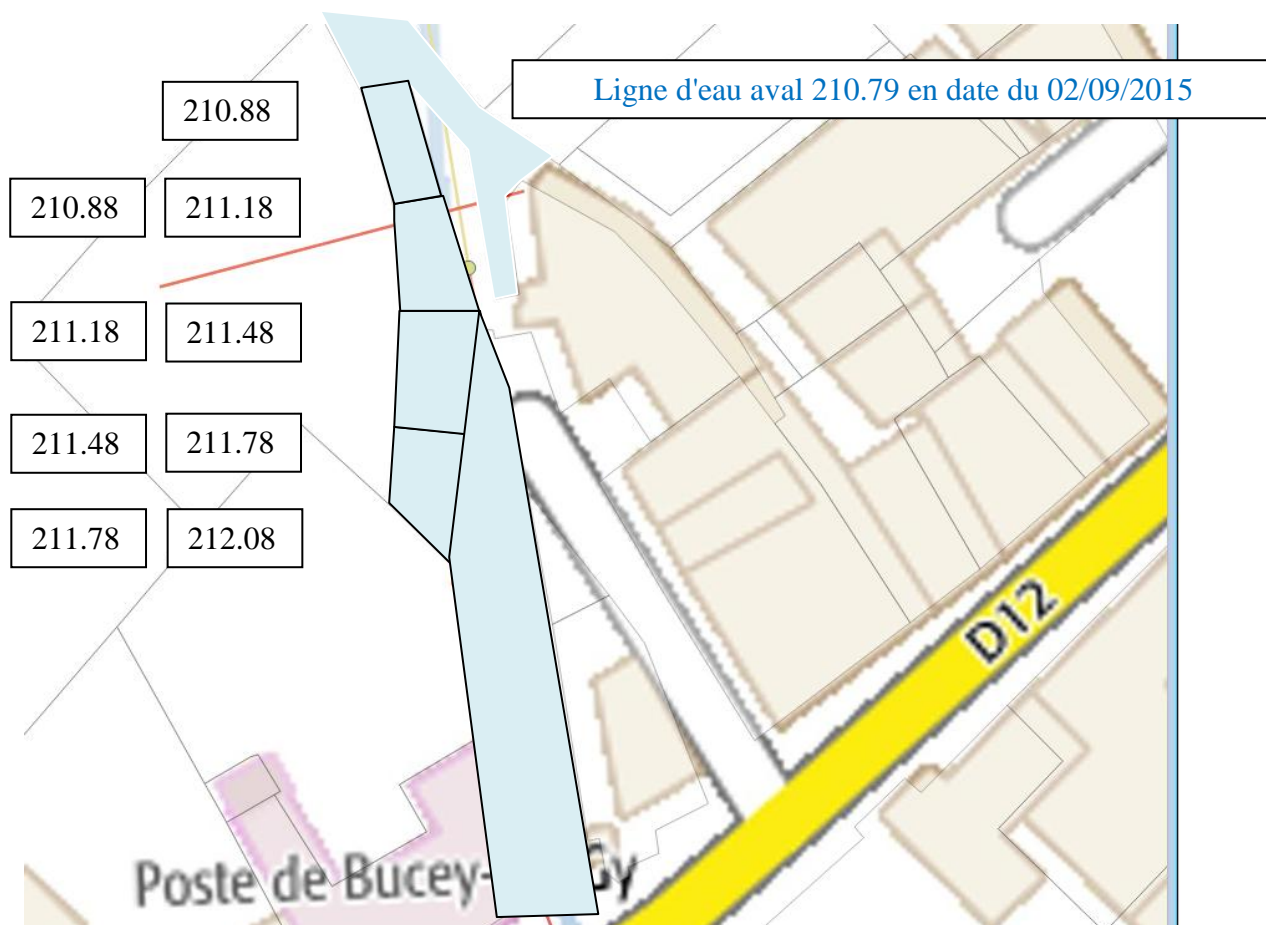 Ligne d'eau aval 210.79 en date du 02/09/2015
210.88
210.88 211.18
211.18 211.48
211.48 211.78
211.78 212.08
D12
Poste de Bucey- Gy